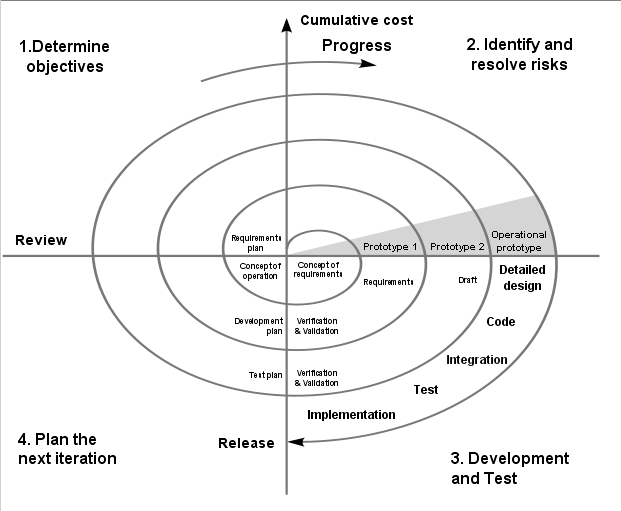 Cumulative cost
1.Determine
objectives
Progress
2. Identify and
resolve risks
Requirements
plan
Prototype 1
Prototype 2
Operational
prototype
Review
Concept of
operation
Concept of
requirements
Requirements
Draft
Detailed
design
Development
plan
Verification
& Validation
Code
Integration
Test plan
Verification
& Validation
Test
Implementation
Release
4. Plan the
next iteration
3. Development
and Test